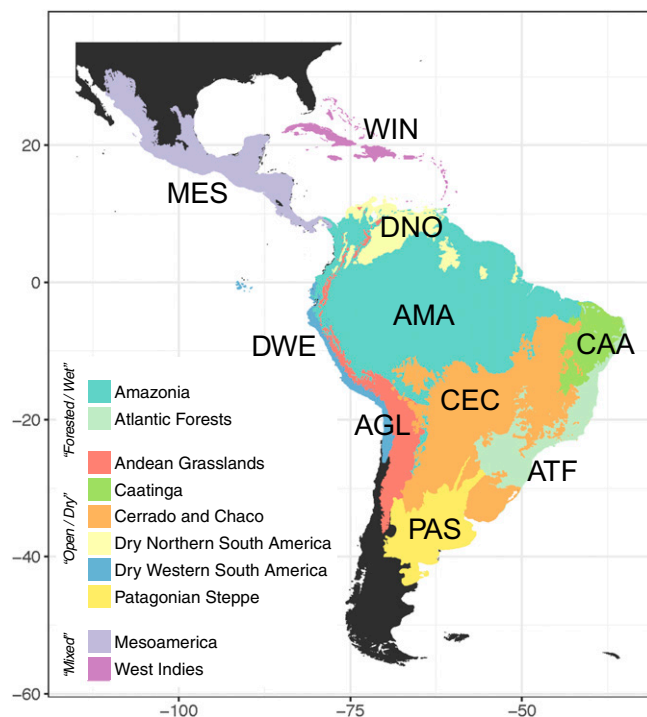 20
0
−20
−40
−60
−100
−75
−50
WIN
MES
DNO
AMA
DWE
CAA
CEC
AGL
ATF
PAS
"Forested / Wet"
Amazonia
Atlantic Forests
"Open / Dry"
Andean Grasslands
Caatinga
Cerrado and Chaco
Dry Northern South America
Dry Western South America
Patagonian Steppe
"Mixed"
Mesoamerica
West Indies